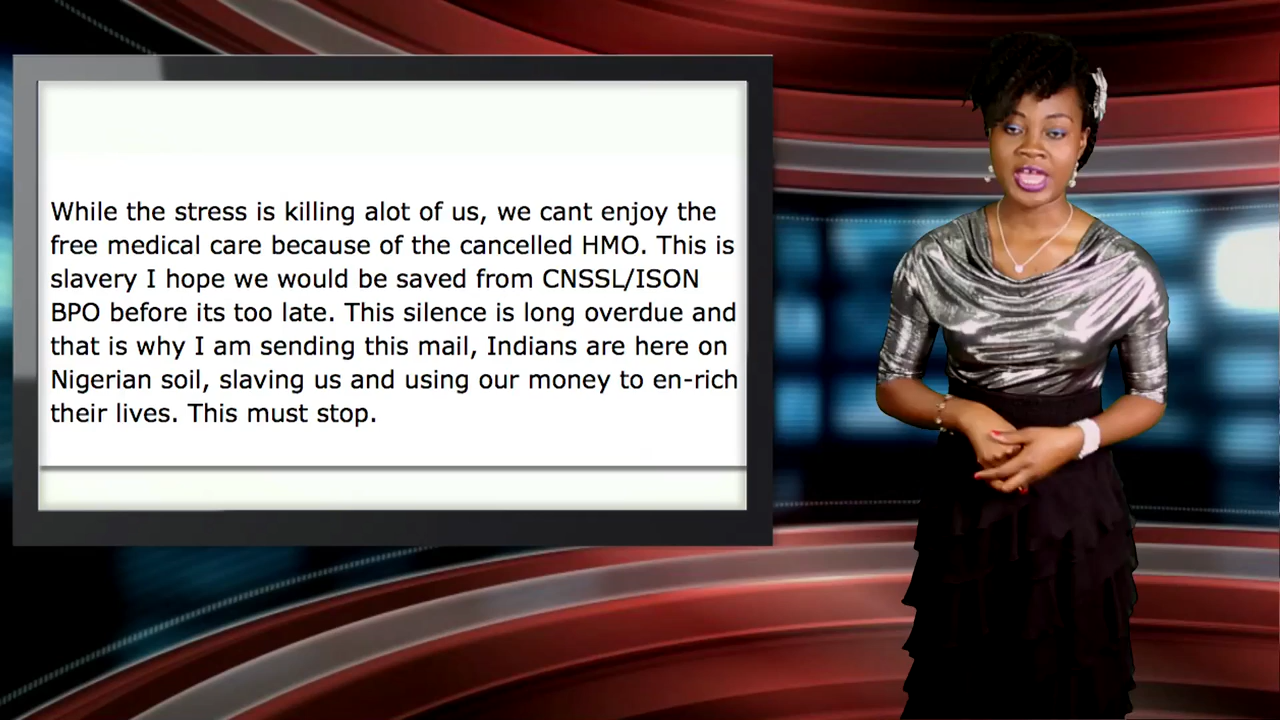 While the stress is killing alot of us, we cant enjoy the
free medical care because of the cancelled HMO. This is
slavery I hope we would be saved from CNSSL/ISON
BPO before its too late. This silence is long overdue and
that is why I am sending this mail, Indians are here on
Nigerian soil, slaving us and using our money to en-rich
their lives. This must stop.